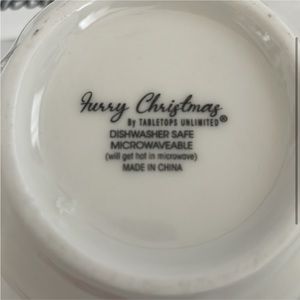 Furry Christmas
By TABLETOPS UNLIMITED®
DISHWASHER SAFE
MICROWAVEABLE
(will get hot in microwave)
MADE IN CHINA